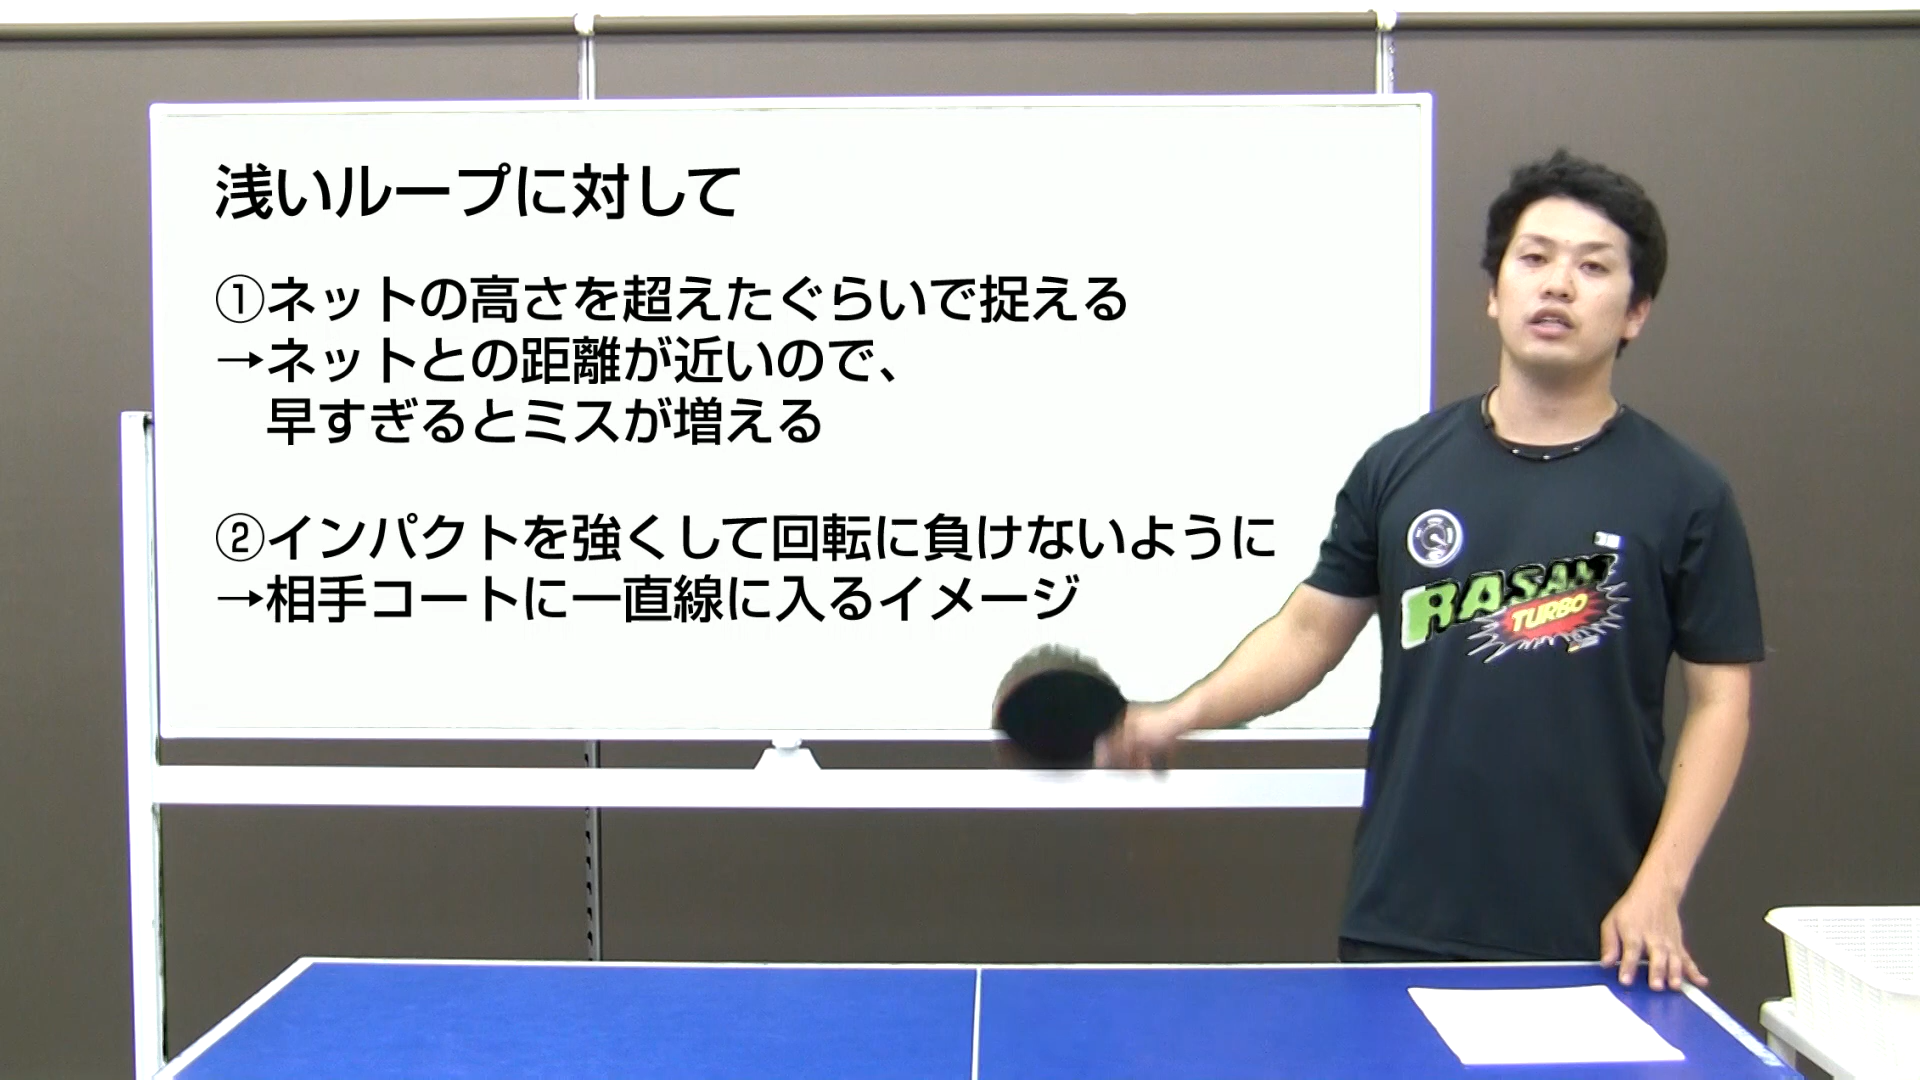 浅いループに対して
①ネットの高さを超えたぐらいで捉える
→ネットとの距離が近いので、
早すぎるとミスが増える
②インパクトを強くして回転に負けないように
→相手コートに一直線に入るイメージ
RASANT
TURBO